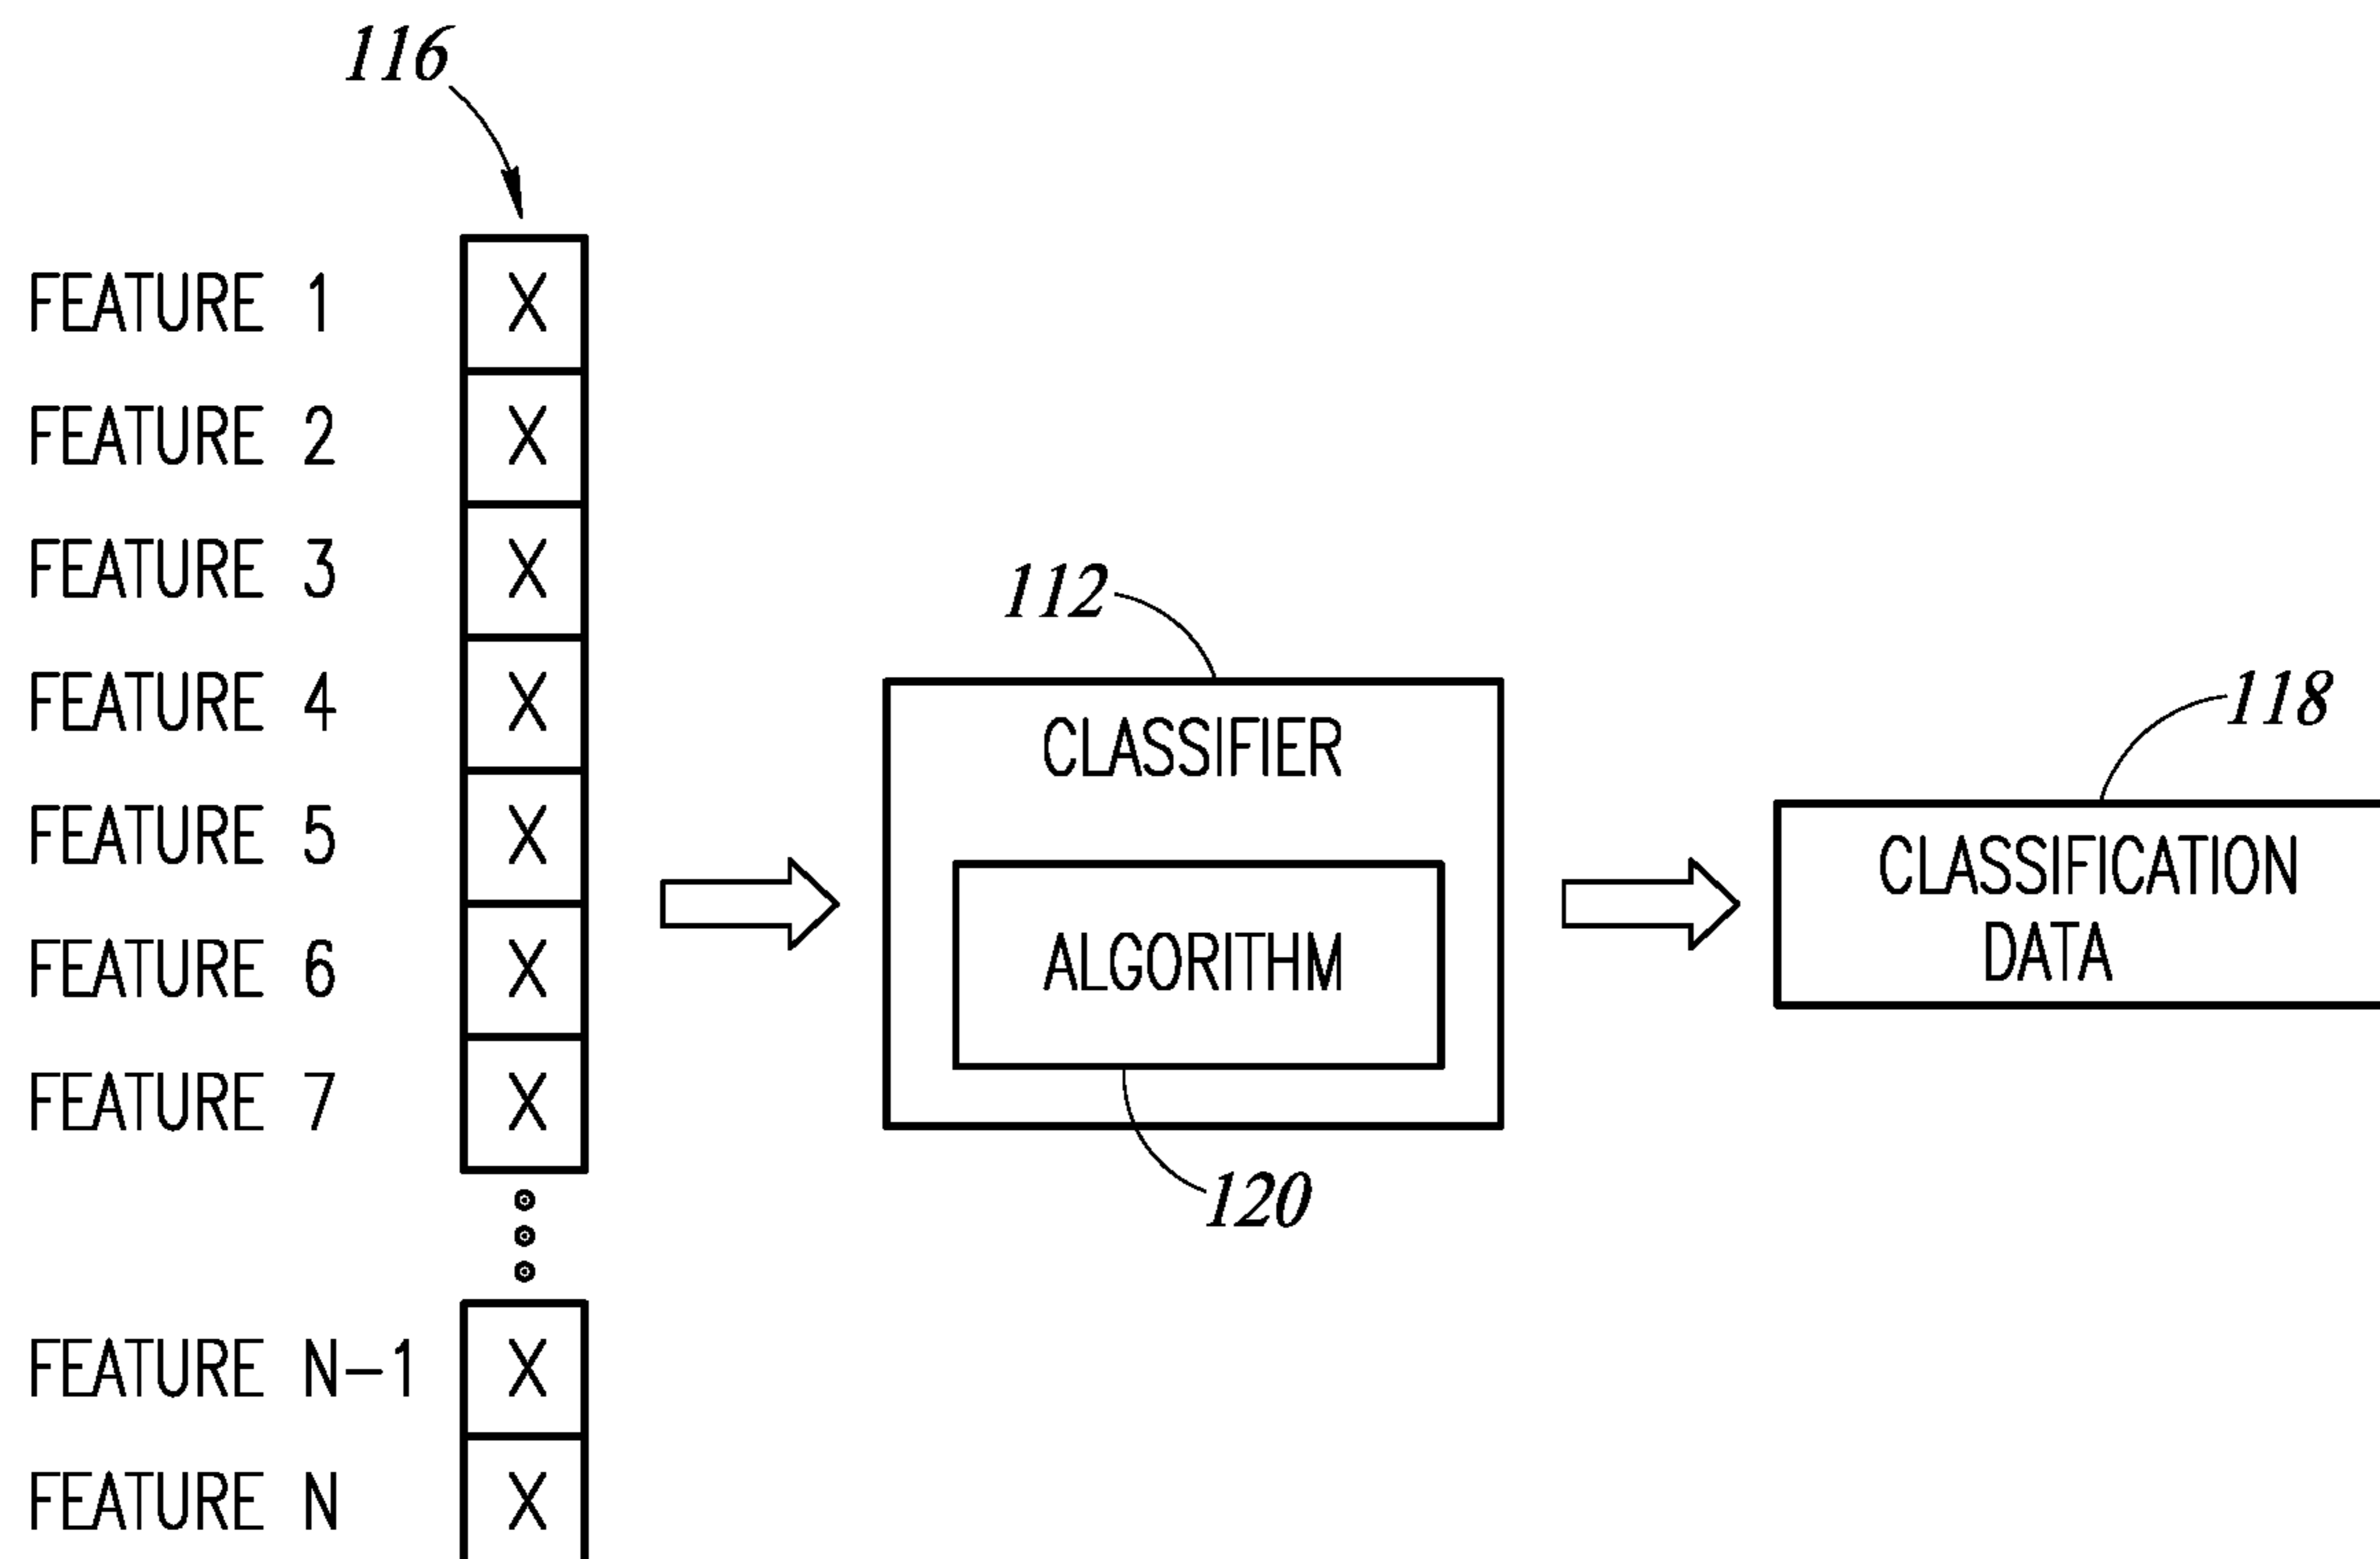 116
FEATURE 1 X
FEATURE 2 X
FEATURE 3 X
FEATURE 4 X
FEATURE 5 X
FEATURE 6 X
FEATURE 7 X
FEATURE N-1 X
FEATURE N X
112
CLASSIFIER
ALGORITHM
120
118
CLASSIFICATION
DATA